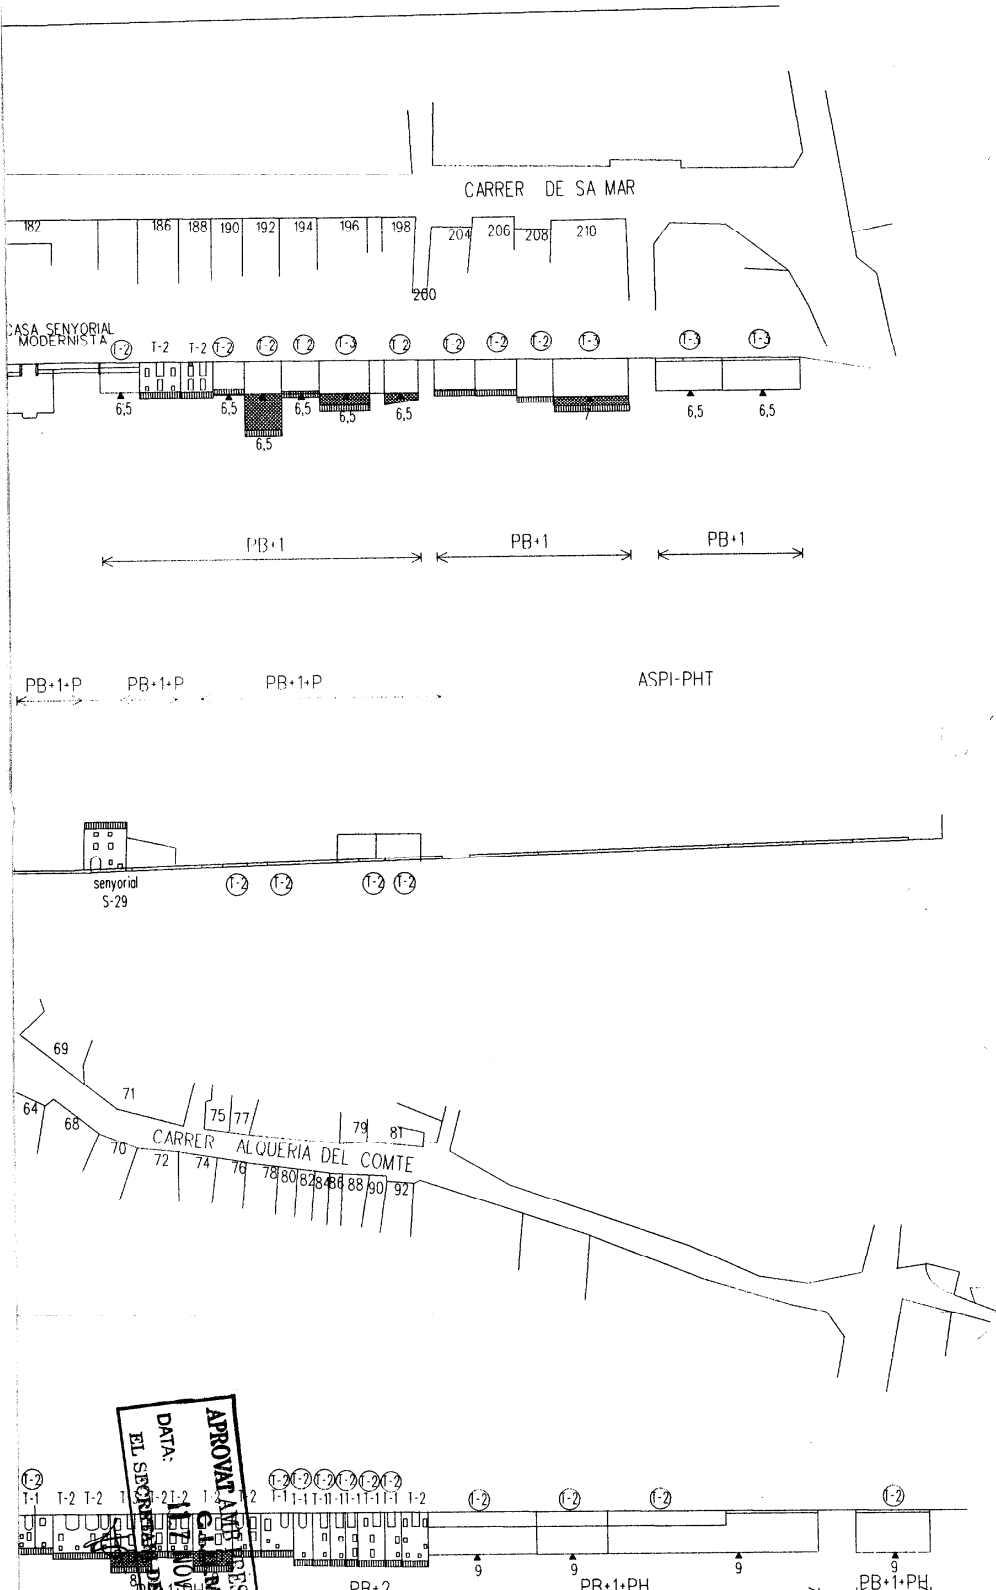 CARRER DE SA MAR
182 186 188 190 192 194 196 198 204 206 208 210
200
CASA SENYORIAL
MODERNISTA
T-2 T-2 T-2 T-2 T-2 T-2 T-3 T-2 T-2 T-2 T-2 T-3 T-3 T-3
6,5 6,5 6,5 6,5 6,5 7 6,5 6,5
6,5
PB+1 PB+1 PB+1
PB+1+P PB+1+P PB+1+P ASPI-PHT
senyorial
S-29
T-2 T-2 T-2 T-2
69
71
64 68 75 77 79 81
CARRER ALQUERIA DEL COMTE
70 72 74 76 78 80 82 84 86 88 90 92
APROVAT
DATA:
EL
T-2 T-2 T-2 T-2 T-2 T-2 T-2 T-2 T-2 T-2 T-2
T-1 T-2 T-2 T-2 T-1 T-1 T-1 T-1 T-1 T-1 T-2
9 9 9 9
PB+2 PB+1+PH PB+1+PH